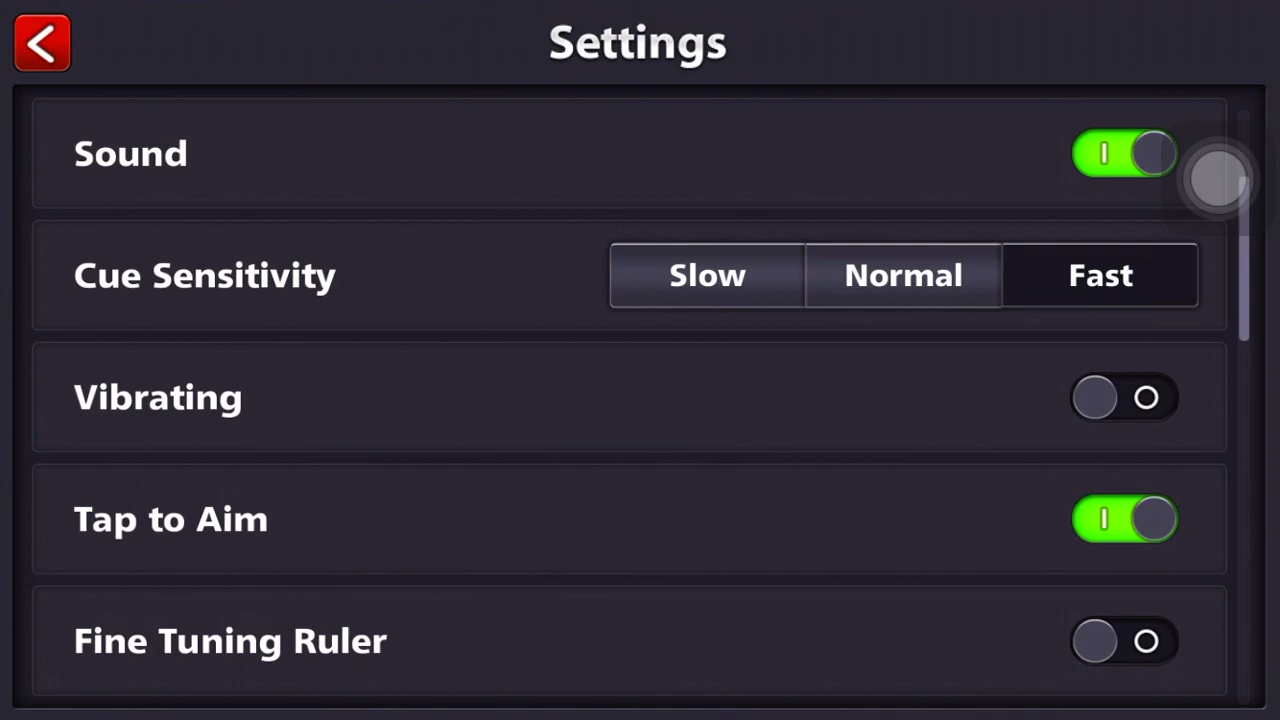 Settings
Sound
Cue Sensitivity Slow Normal Fast
Vibrating
Tap to Aim
Fine Tuning Ruler